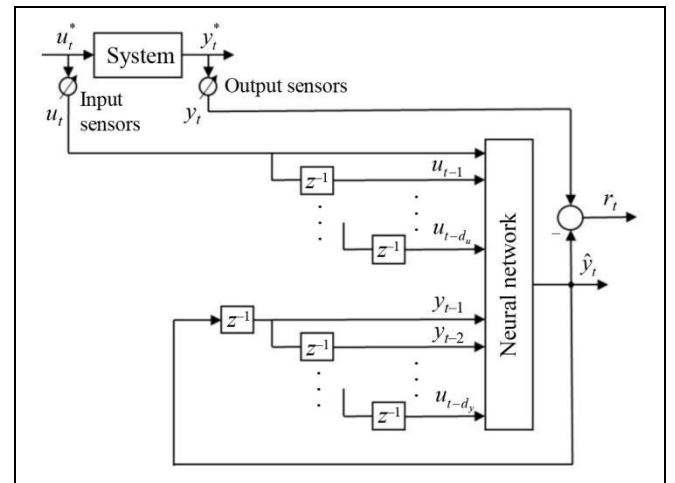 u*t y*t
System
Input sensors
Output sensors
ut yt
z–1 ut–1
z–1 ut–du
Neural network
rt
–
ŷt
z–1 yt–1
z–1 yt–2
z–1 ut–dy